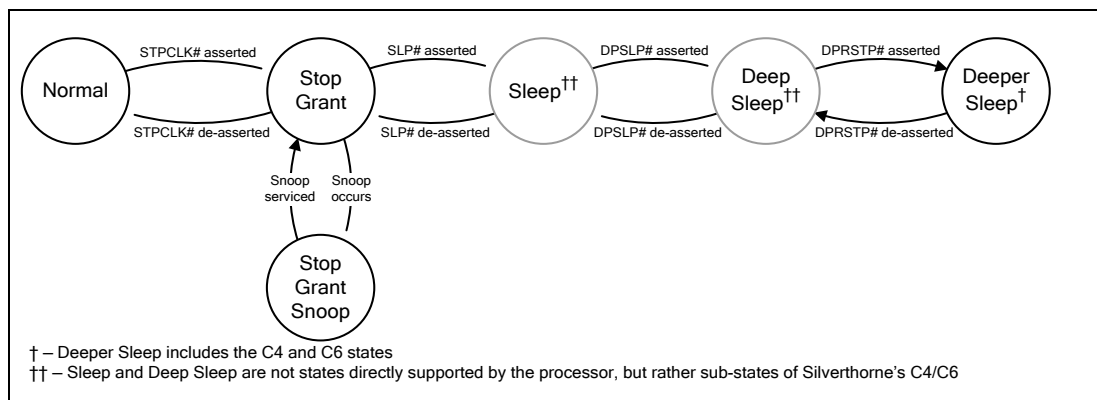 STPCLK# asserted
SLP# asserted
DPSLP# asserted
DPRSTP# asserted
Normal
Stop
Grant
Sleep††
Deep
Sleep††
Deeper
Sleep†
STPCLK# de-asserted
SLP# de-asserted
DPSLP# de-asserted
DPRSTP# de-asserted
Snoop
serviced
Snoop
occurs
Stop
Grant
Snoop
† – Deeper Sleep includes the C4 and C6 states
†† – Sleep and Deep Sleep are not states directly supported by the processor, but rather sub-states of Silverthorne's C4/C6